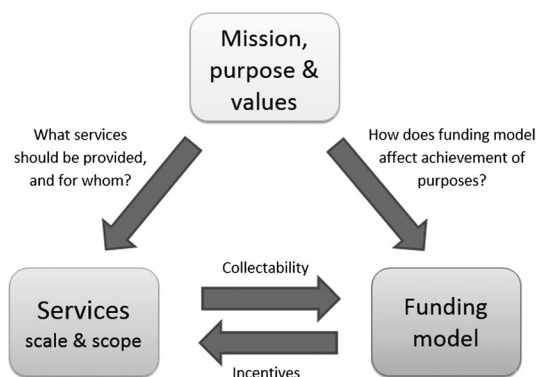 Mission,
purpose &
values
What services
should be provided,
and for whom?
How does funding model
affect achievement of
purposes?
Collectability
Services
scale & scope
Funding
model
Incentives